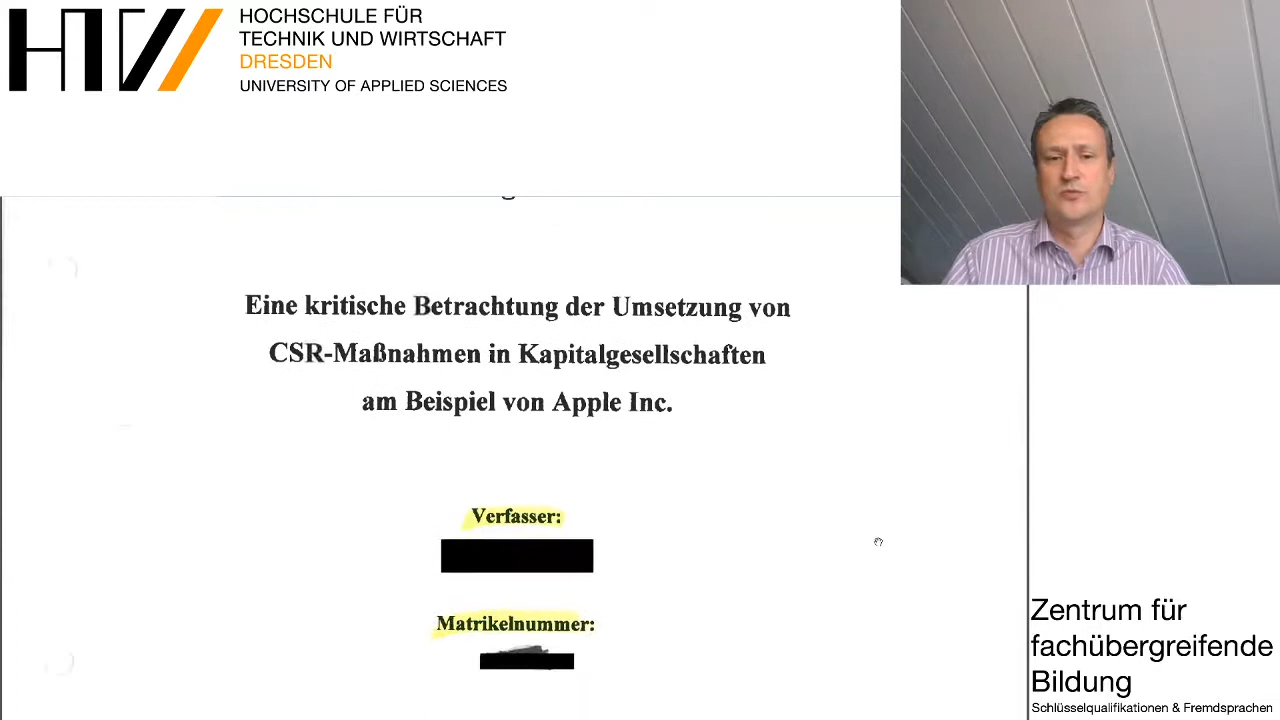 HTW
HOCHSCHULE FÜR
TECHNIK UND WIRTSCHAFT
DRESDEN
UNIVERSITY OF APPLIED SCIENCES
Eine kritische Betrachtung der Umsetzung von
CSR-Maßnahmen in Kapitalgesellschaften
am Beispiel von Apple Inc.
Verfasser:
Matrikelnummer:
Zentrum für
fachübergreifende
Bildung
Schlüsselqualifikationen & Fremdsprachen